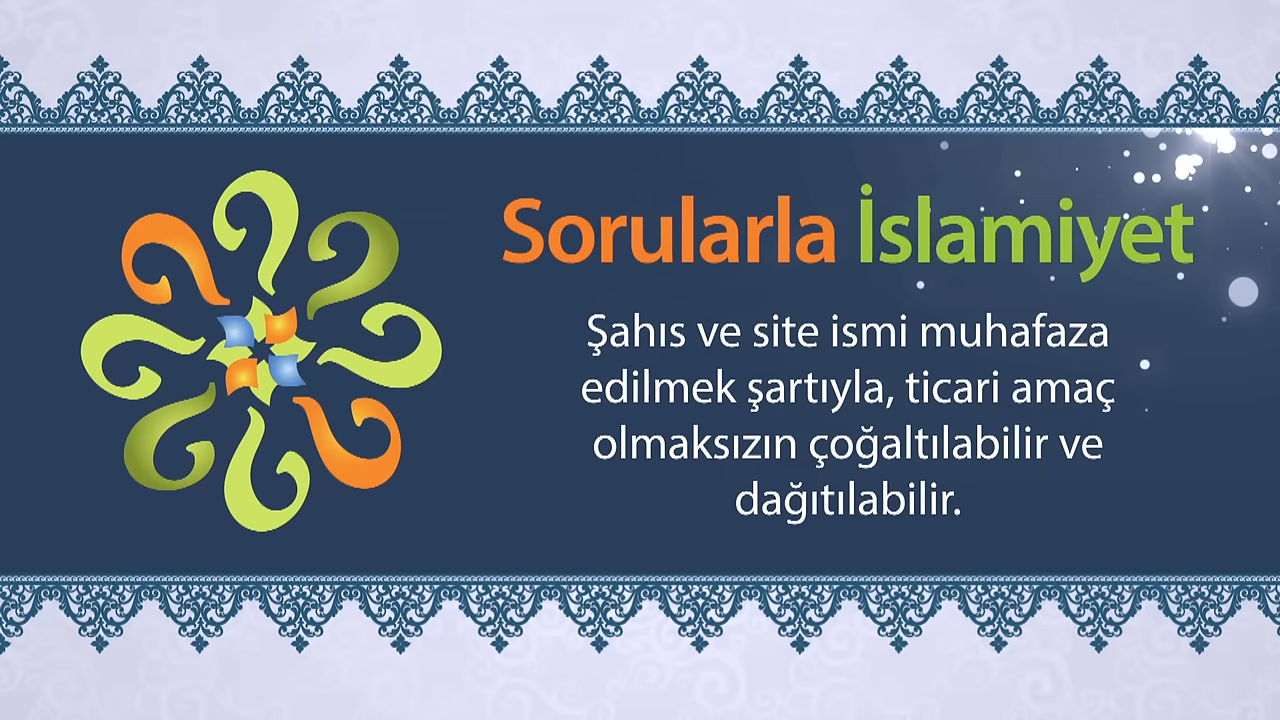 Sorularla İslamiyet
Şahıs ve site ismi muhafaza
edilmek şartıyla, ticari amaç
olmaksızın çoğaltılabilir ve
dağıtılabilir.